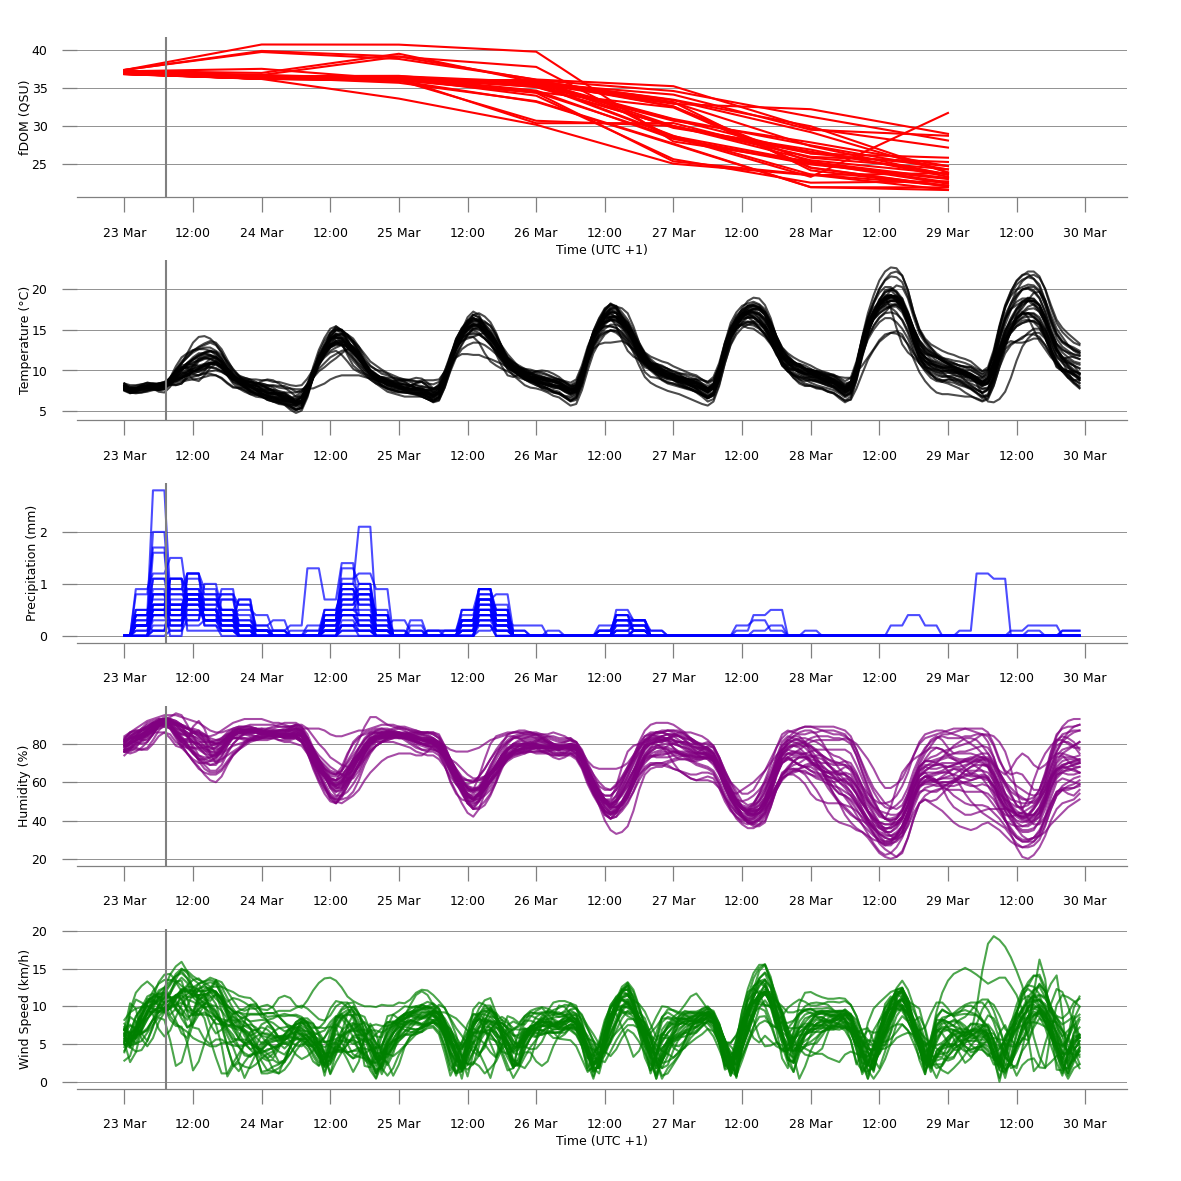 fDOM (QSU)
40
35
30
25
23 Mar 12:00 24 Mar 12:00 25 Mar 12:00 26 Mar 12:00 27 Mar 12:00 28 Mar 12:00 29 Mar 12:00 30 Mar
Time (UTC +1)
Temperature (°C)
20
15
10
5
23 Mar 12:00 24 Mar 12:00 25 Mar 12:00 26 Mar 12:00 27 Mar 12:00 28 Mar 12:00 29 Mar 12:00 30 Mar
Precipitation (mm)
2
1
0
23 Mar 12:00 24 Mar 12:00 25 Mar 12:00 26 Mar 12:00 27 Mar 12:00 28 Mar 12:00 29 Mar 12:00 30 Mar
Humidity (%)
80
60
40
20
23 Mar 12:00 24 Mar 12:00 25 Mar 12:00 26 Mar 12:00 27 Mar 12:00 28 Mar 12:00 29 Mar 12:00 30 Mar
Wind Speed (km/h)
20
15
10
5
0
23 Mar 12:00 24 Mar 12:00 25 Mar 12:00 26 Mar 12:00 27 Mar 12:00 28 Mar 12:00 29 Mar 12:00 30 Mar
Time (UTC +1)